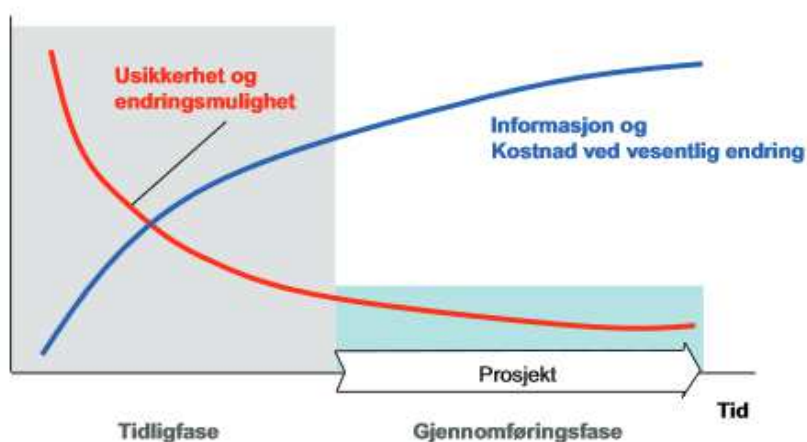 Usikkerhet og
endringsmulighet
Informasjon og
Kostnad ved vesentlig endring
Prosjekt
Tid
Tidligfase
Gjennomføringsfase